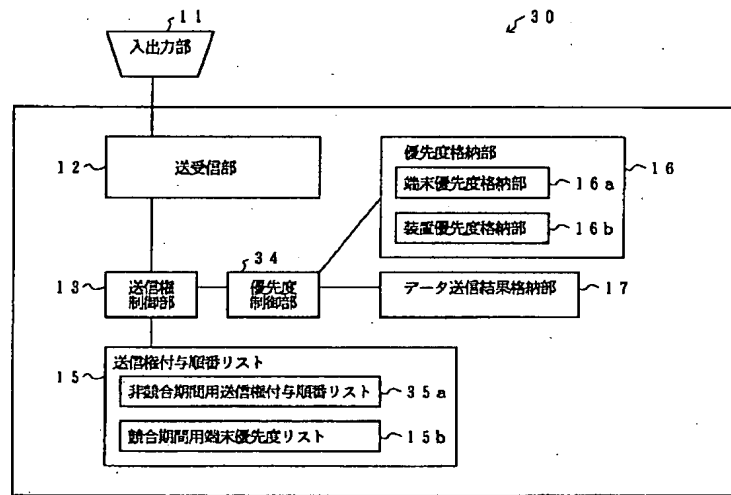 11
30
入出力部
12
送受信部
優先度格納部
16
端末優先度格納部
16a
装置優先度格納部
16b
13
送信権
制御部
34
優先度
制御部
データ送信結果格納部
17
15
送信権付与順番リスト
非競合期間用送信権付与順番リスト
35a
競合期間用端末優先度リスト
15b